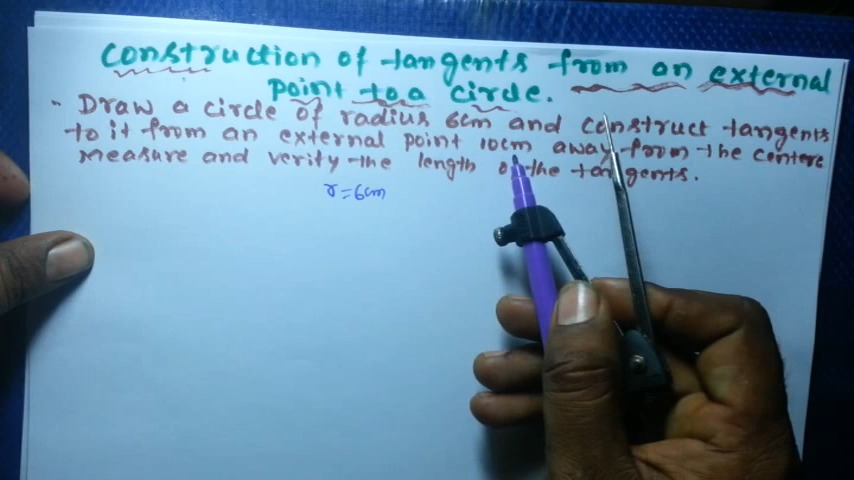 Construction of tangents from an external
point to a circle.
" Draw a circle of radius 6cm and construct tangents
to it from an external point 10cm away from the centere
measure and verify the length of the tangents.
r=6cm